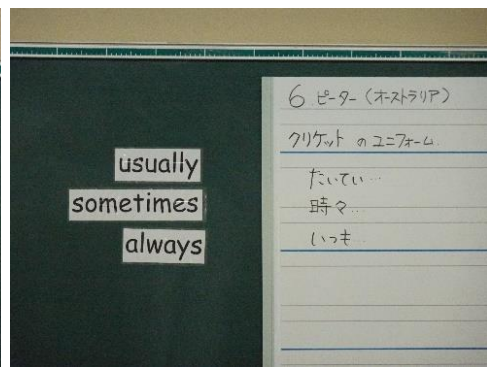 usually
sometimes
always
6 ピーター (オーストラリア)
クリケット の ユニフォーム
たいてい…
時々…
いつも…